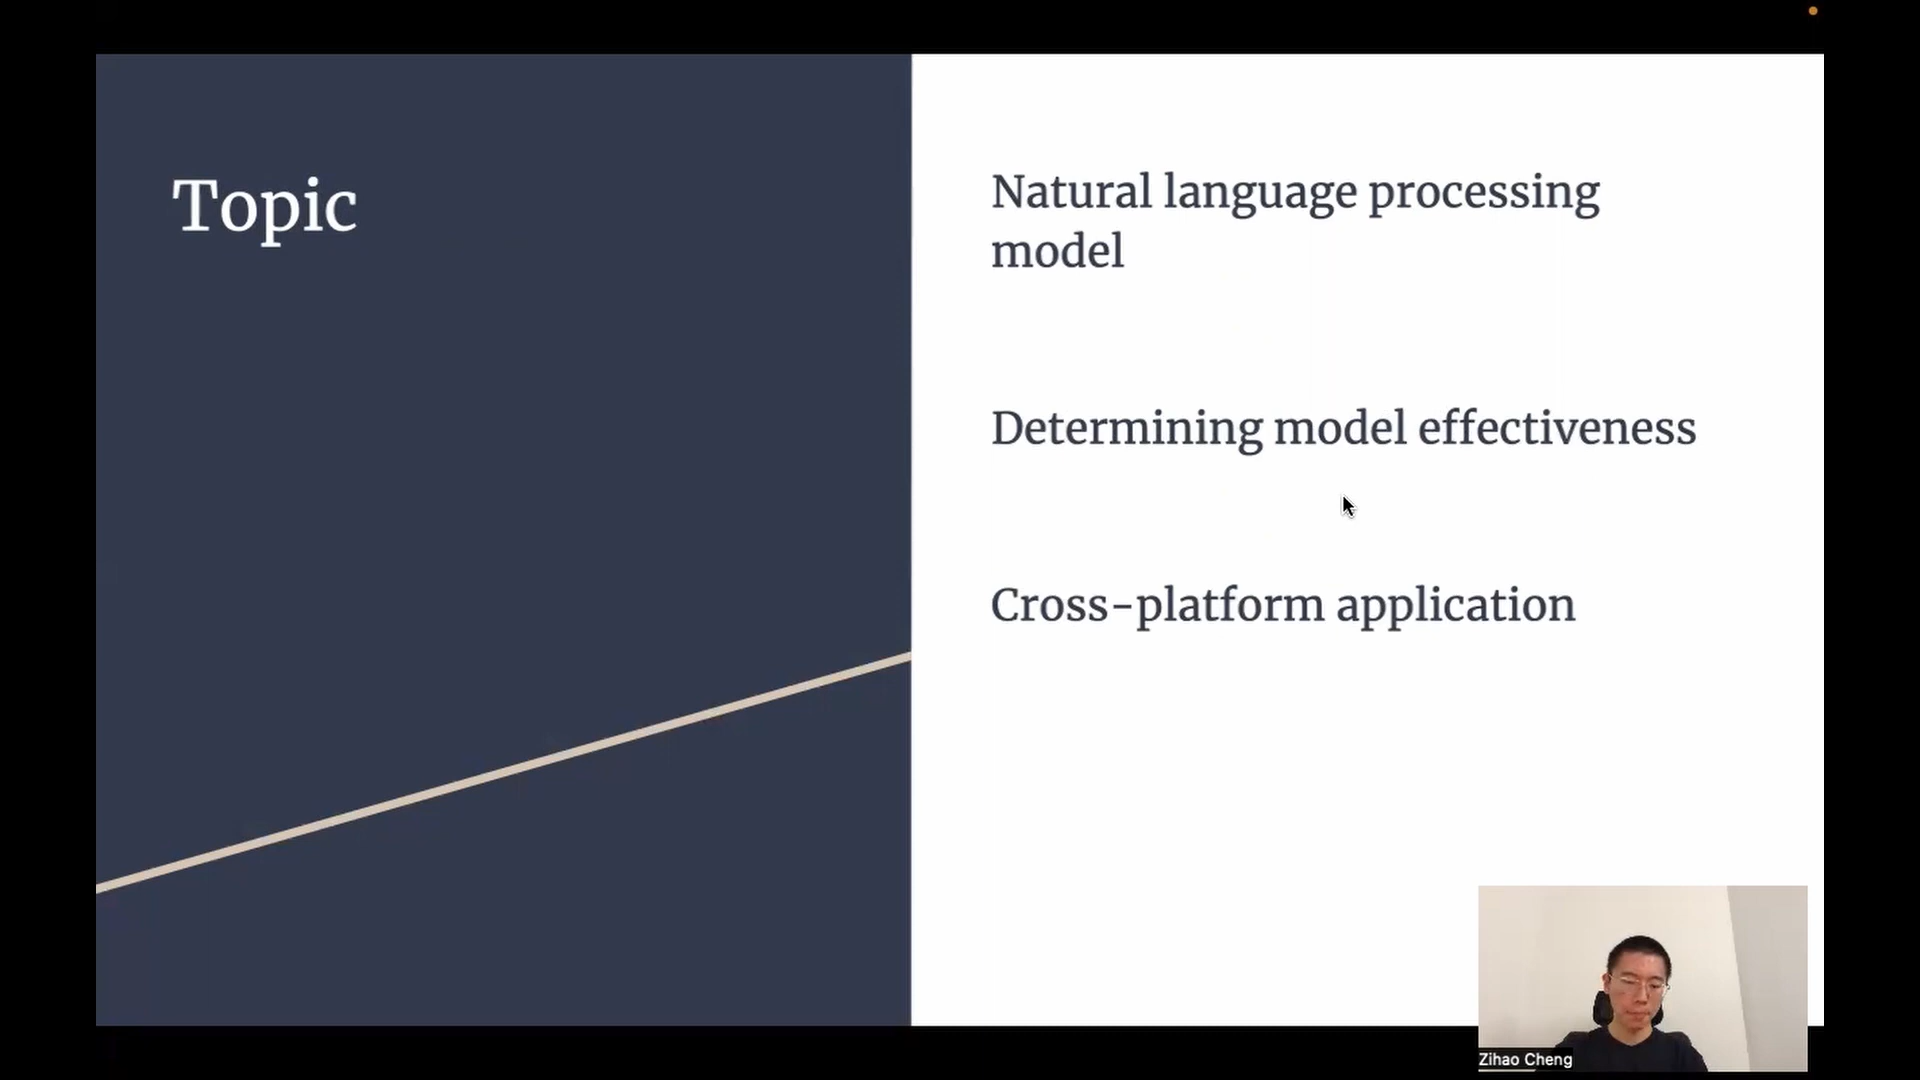 Topic
Natural language processing
model
Determining model effectiveness
Cross-platform application
Zihao Cheng